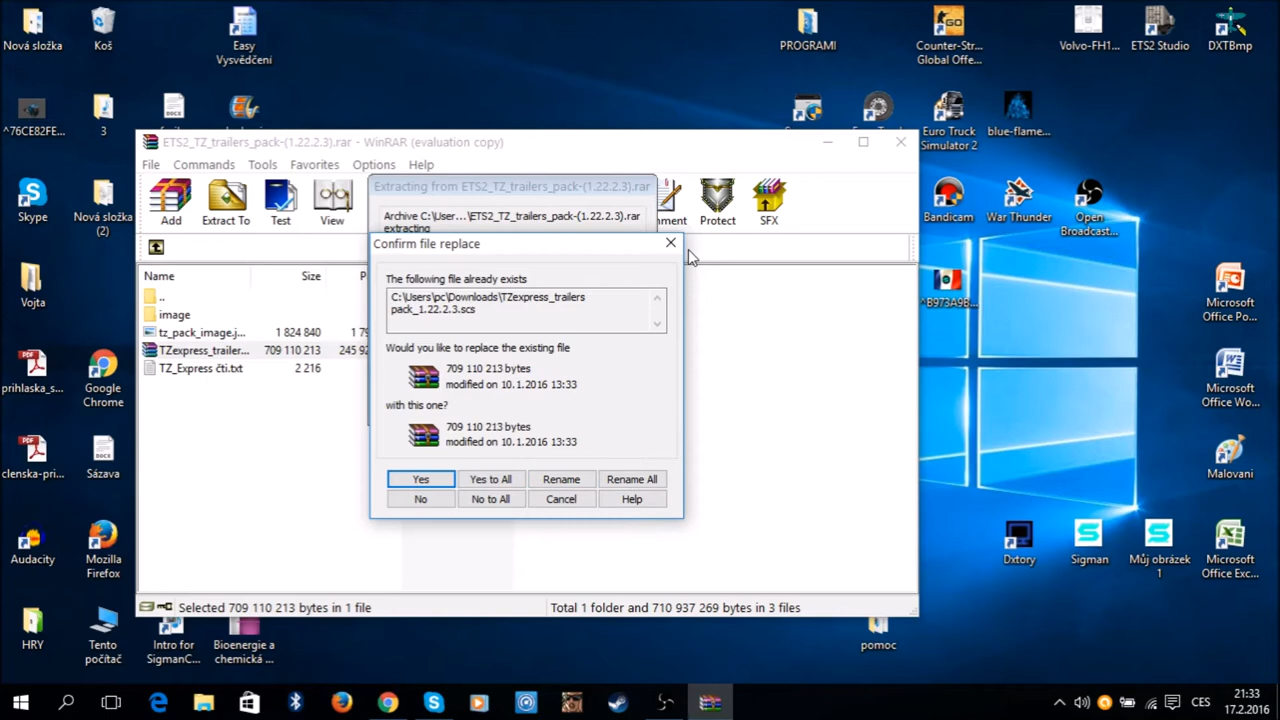 Nová složka
Koš
Easy
Vysvědčení
PROGRAMI
Counter-Str...
Global Offe...
Volvo-FH1...
ETS2 Studio
DXTBmp
^76CE82FE...
3
Euro Truck
Simulator 2
blue-flame...
ETS2_TZ_trailers_pack-(1.22.2.3).rar - WinRAR (evaluation copy)
File
Commands
Tools
Favorites
Options
Help
Add
Extract To
Test
View
Protect
SFX
Extracting from ETS2_TZ_trailers_pack-(1.22.2.3).rar
Archive C:\User...\ETS2_TZ_trailers_pack-(1.22.2.3).rar
extracting
Confirm file replace
The following file already exists
C:\Users\pc\Downloads\TZexpress_trailers
pack_1.22.2.3.scs
Would you like to replace the existing file
709 110 213 bytes
modified on 10.1.2016 13:33
with this one?
709 110 213 bytes
modified on 10.1.2016 13:33
Yes
Yes to All
Rename
Rename All
No
No to All
Cancel
Help
Name
Size
..
image
tz_pack_image.j...
1 824 840
TZexpress_trailer...
709 110 213
TZ_Express čti.txt
2 216
Selected 709 110 213 bytes in 1 file
Total 1 folder and 710 937 269 bytes in 3 files
Skype
Nová složka
(2)
Bandicam
War Thunder
Open
Broadcast...
Vojta
^B973A9B...
Microsoft
Office Po...
prihlaska_s...
Google
Chrome
Microsoft
Office Wo...
clenska-pri...
Sázava
Malovani
Audacity
Mozilla
Firefox
Dxtory
Sigman
Můj obrázek
1
Microsoft
Office Exc...
HRY
Tento
počítač
Intro for
SigmanC...
Bioenergie a
chemická ...
pomoc
CES
21:33
17.2.2016